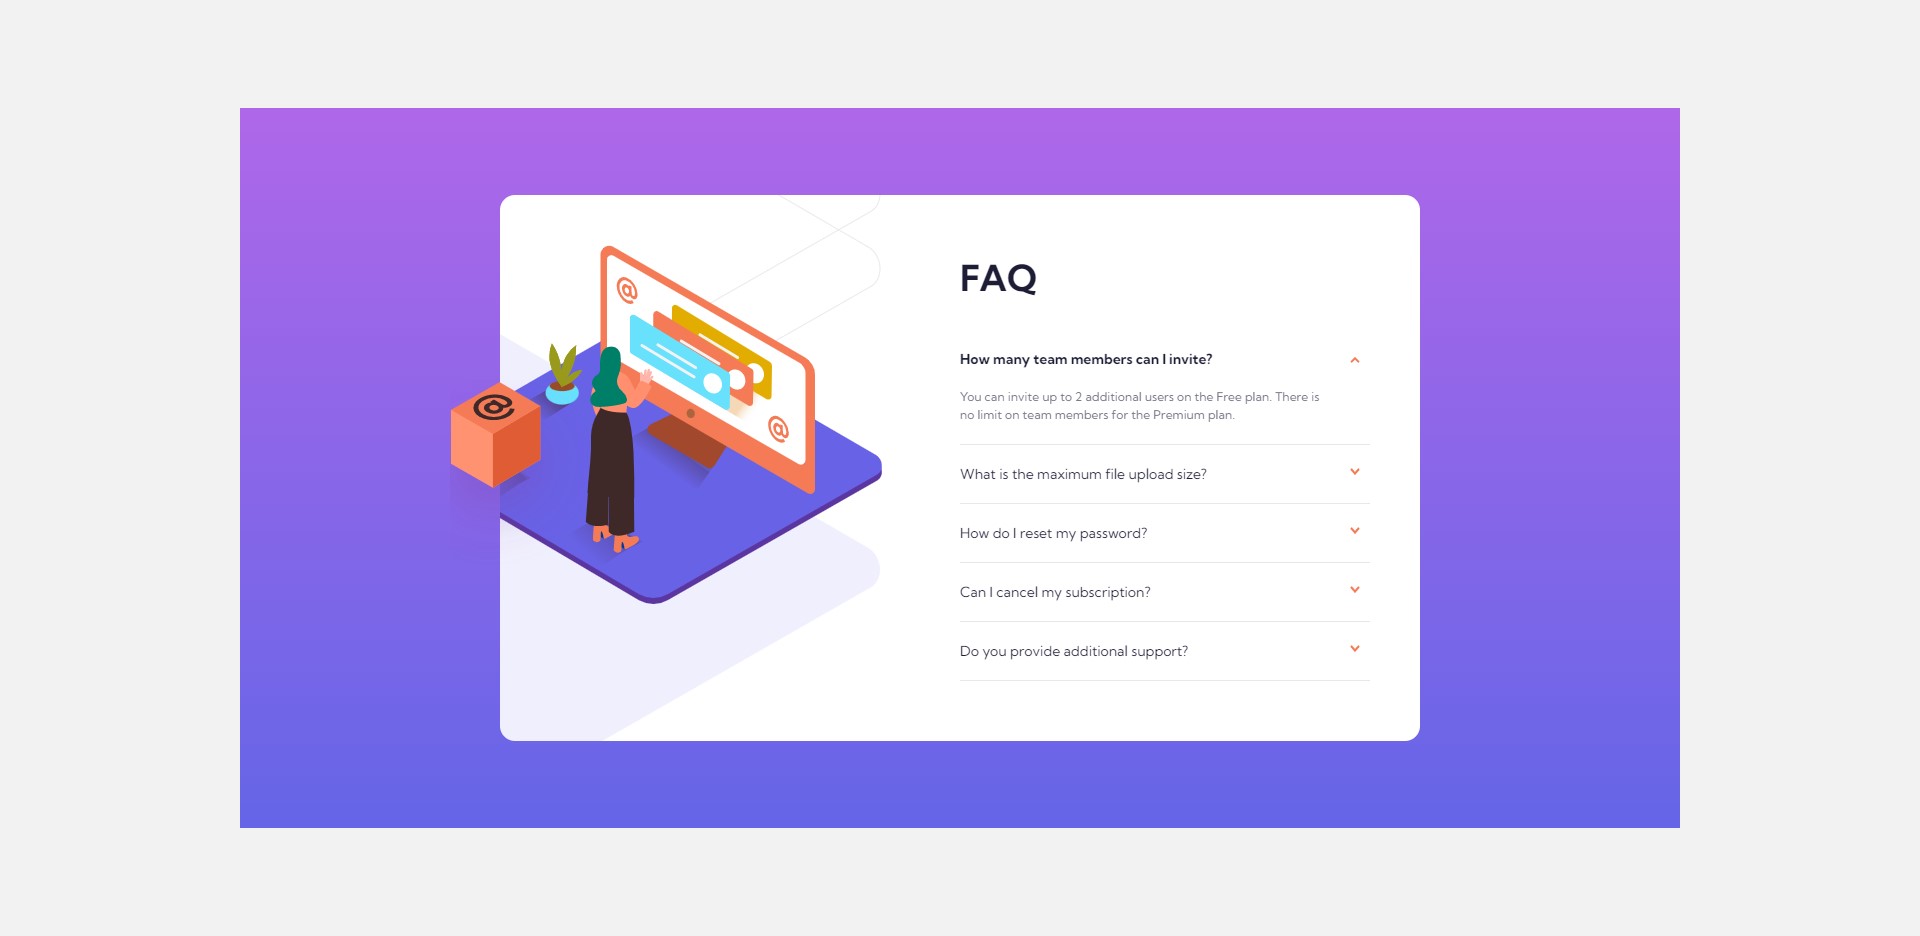 @
@
@
FAQ
How many team members can I invite?
You can invite up to 2 additional users on the Free plan. There is
no limit on team members for the Premium plan.
What is the maximum file upload size?
How do I reset my password?
Can I cancel my subscription?
Do you provide additional support?